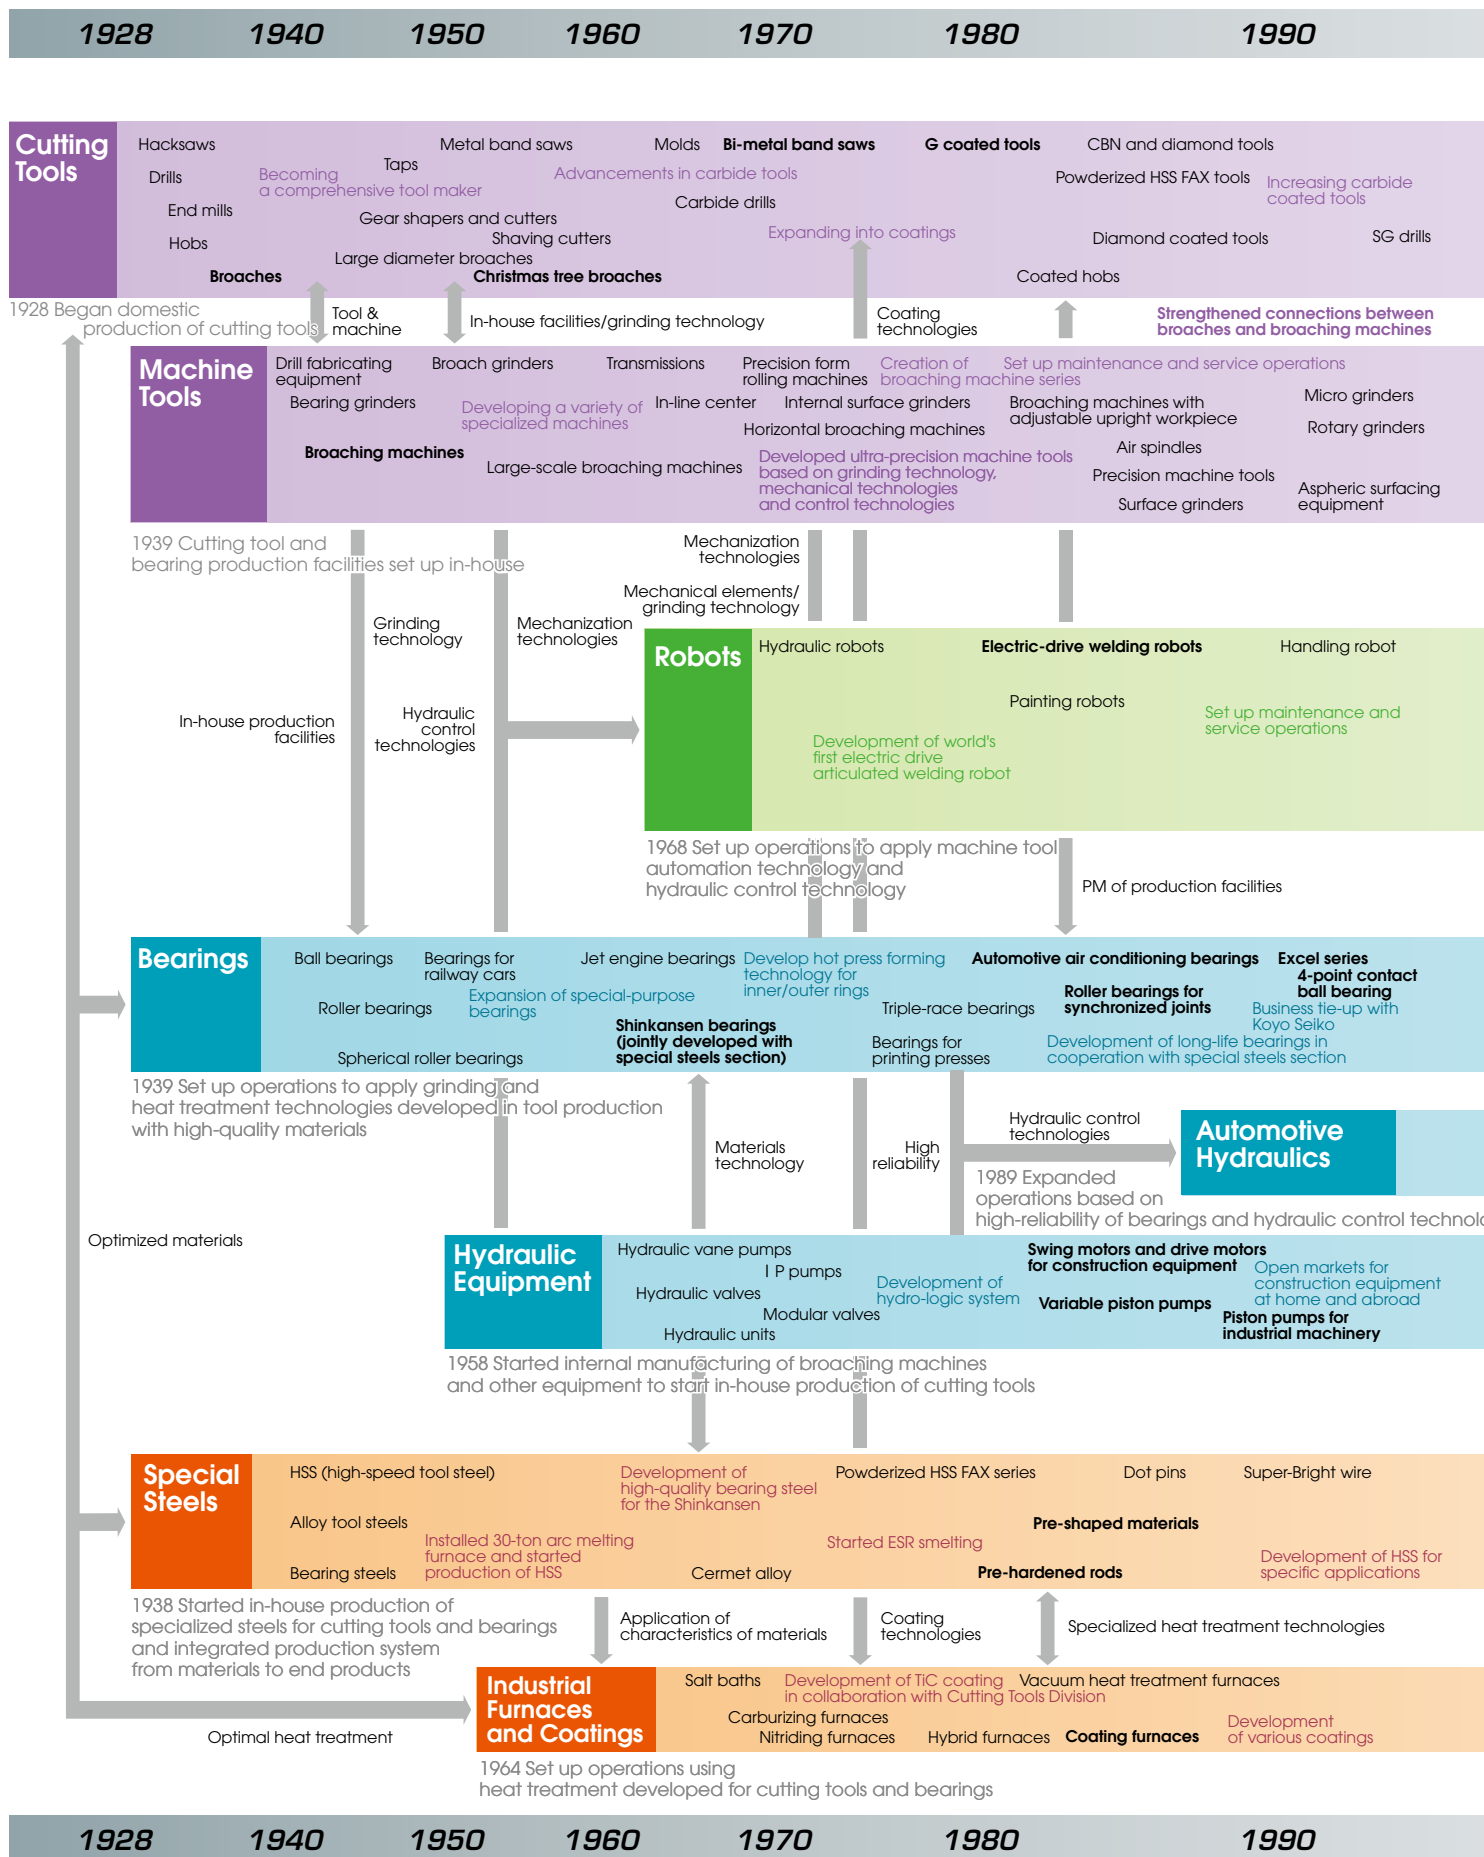 1928 1940 1950 1960 1970 1980 1990
Cutting
Tools
Hacksaws
Drills
End mills
Hobs
Broaches
Becoming
a comprehensive tool maker
Taps
Metal band saws
Gear shapers and cutters
Shaving cutters
Large diameter broaches
Christmas tree broaches
Molds
Advancements in carbide tools
Carbide drills
Bi-metal band saws
Expanding into coatings
G coated tools
CBN and diamond tools
Powderized HSS FAX tools
Increasing carbide
coated tools
Diamond coated tools
SG drills
Coated hobs
1928 Began domestic
production of cutting tools
Tool &
machine
In-house facilities/grinding technology
Coating
technologies
Strengthened connections between
broaches and broaching machines
Machine
Tools
Drill fabricating
equipment
Bearing grinders
Broaching machines
Broach grinders
Developing a variety of
specialized machines
Large-scale broaching machines
Transmissions
In-line center
Precision form
rolling machines
Internal surface grinders
Horizontal broaching machines
Developed ultra-precision machine tools
based on grinding technology,
mechanical technologies
and control technologies
Creation of
broaching machine series
Set up maintenance and service operations
Broaching machines with
adjustable upright workpiece
Air spindles
Precision machine tools
Surface grinders
Micro grinders
Rotary grinders
Aspheric surfacing
equipment
1939 Cutting tool and
bearing production facilities set up in-house
Grinding
technology
Mechanization
technologies
Mechanization
technologies
Mechanical elements/
grinding technology
In-house production
facilities
Hydraulic
control
technologies
Robots
Hydraulic robots
Development of world's
first electric drive
articulated welding robot
Electric-drive welding robots
Painting robots
Handling robot
Set up maintenance and
service operations
1968 Set up operations to apply machine tool
automation technology and
hydraulic control technology
PM of production facilities
Bearings
Ball bearings
Roller bearings
Spherical roller bearings
Bearings for
railway cars
Expansion of special-purpose
bearings
Jet engine bearings
Shinkansen bearings
(jointly developed with
special steels section)
Develop hot press forming
technology for
inner/outer rings
Triple-race bearings
Bearings for
printing presses
Automotive air conditioning bearings
Roller bearings for
synchronized joints
Development of long-life bearings in
cooperation with special steels section
Excel series
4-point contact
ball bearing
Business tie-up with
Koyo Seiko
1939 Set up operations to apply grinding and
heat treatment technologies developed in tool production
with high-quality materials
Materials
technology
High
reliability
Hydraulic control
technologies
Automotive
Hydraulics
1989 Expanded
operations based on
high-reliability of bearings and hydraulic control technolo
Optimized materials
Hydraulic
Equipment
Hydraulic vane pumps
I P pumps
Hydraulic valves
Modular valves
Hydraulic units
Development of
hydro-logic system
Swing motors and drive motors
for construction equipment
Variable piston pumps
Open markets for
construction equipment
at home and abroad
Piston pumps for
industrial machinery
1958 Started internal manufacturing of broaching machines
and other equipment to start in-house production of cutting tools
Special
Steels
HSS (high-speed tool steel)
Alloy tool steels
Bearing steels
Installed 30-ton arc melting
furnace and started
production of HSS
Development of
high-quality bearing steel
for the Shinkansen
Cermet alloy
Powderized HSS FAX series
Started ESR smelting
Pre-hardened rods
Pre-shaped materials
Dot pins
Super-Bright wire
Development of HSS for
specific applications
1938 Started in-house production of
specialized steels for cutting tools and bearings
and integrated production system
from materials to end products
Application of
characteristics of materials
Coating
technologies
Specialized heat treatment technologies
Optimal heat treatment
Industrial
Furnaces
and Coatings
Salt baths
Carburizing furnaces
Nitriding furnaces
Development of TiC coating
in collaboration with Cutting Tools Division
Hybrid furnaces
Vacuum heat treatment furnaces
Coating furnaces
Development
of various coatings
1964 Set up operations using
heat treatment developed for cutting tools and bearings
1928 1940 1950 1960 1970 1980 1990